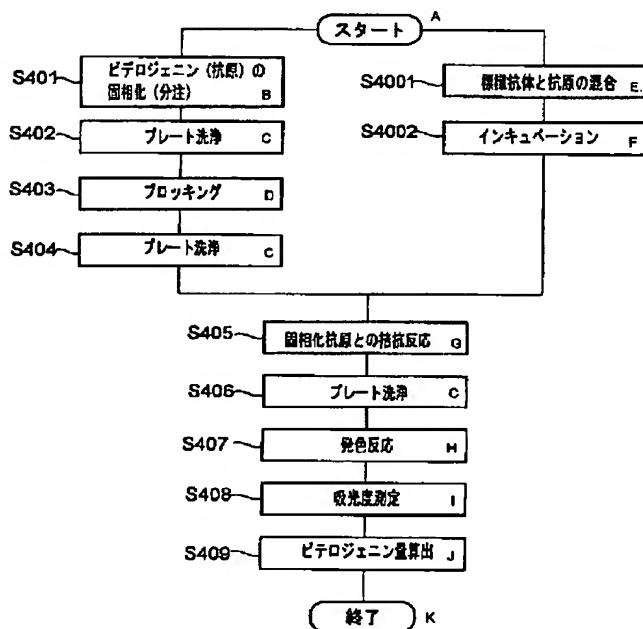 スタート A
S401 ビテロジェニン(抗原)の
固相化(分注) B
S402 プレート洗浄 C
S403 ブロッキング D
S404 プレート洗浄 C
S4001 標識抗体と抗原の混合 E
S4002 インキュベーション F
S405 固相化抗原との拮抗反応 G
S406 プレート洗浄 C
S407 発色反応 H
S408 吸光度測定 I
S409 ビテロジェニン量算出 J
終了 K